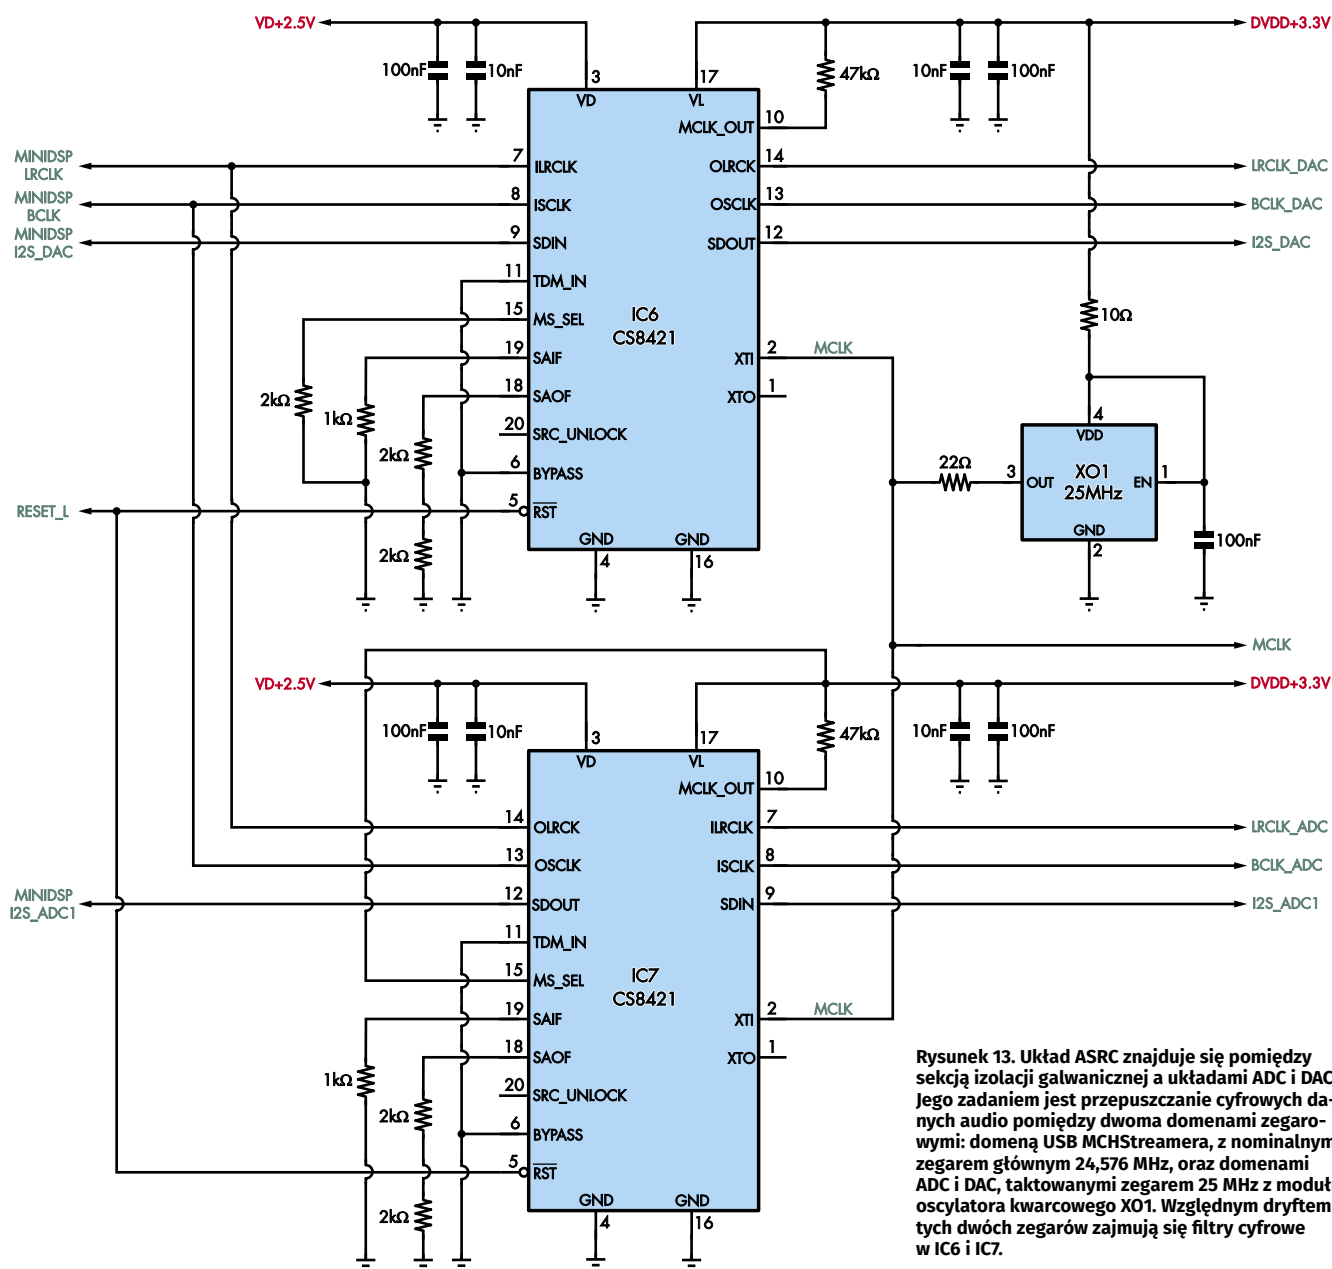 VD+2.5V
DVDD+3.3V
100nF
10nF
3
VD
17
VL
47kΩ
10nF
100nF
MCLK_OUT
10
MINIDSP
LRCLK
7
ILRCLK
OLRCK
14
LRCLK_DAC
MINIDSP
BCLK
8
ISCLK
OSCLK
13
BCLK_DAC
MINIDSP
I2S_DAC
9
SDIN
SDOUT
12
I2S_DAC
11
TDM_IN
15
MS_SEL
IC6
CS8421
10Ω
19
SAIF
XTI
2
MCLK
18
SAOF
XTO
1
2kΩ
1kΩ
20
SRC_UNLOCK
2kΩ
6
BYPASS
4
VDD
22Ω
3
OUT
XO1
25MHz
EN
1
RESET_L
5
RST
GND
4
GND
16
2kΩ
GND
2
100nF
MCLK
VD+2.5V
DVDD+3.3V
100nF
10nF
3
VD
17
VL
47kΩ
10nF
100nF
MCLK_OUT
10
14
OLRCK
ILRCLK
7
LRCLK_ADC
13
OSCLK
ISCLK
8
BCLK_ADC
MINIDSP
I2S_ADC1
12
SDOUT
SDIN
9
I2S_ADC1
11
TDM_IN
15
MS_SEL
IC7
CS8421
19
SAIF
XTI
2
MCLK
18
SAOF
XTO
1
1kΩ
20
SRC_UNLOCK
2kΩ
6
BYPASS
5
RST
GND
4
GND
16
2kΩ
Rysunek 13. Układ ASRC znajduje się pomiędzy
sekcją izolacji galwanicznej a układami ADC i DAC
Jego zadaniem jest przepuszczanie cyfrowych da-
nych audio pomiędzy dwoma domenami zegaro-
wymi: domeną USB MCHStreamera, z nominalnym
zegarem głównym 24,576 MHz, oraz domenami
ADC i DAC, taktowanymi zegarem 25 MHz z moduł
oscylatora kwarcowego XO1. Względnym dryftem
tych dwóch zegarów zajmują się filtry cyfrowe
w IC6 i IC7.